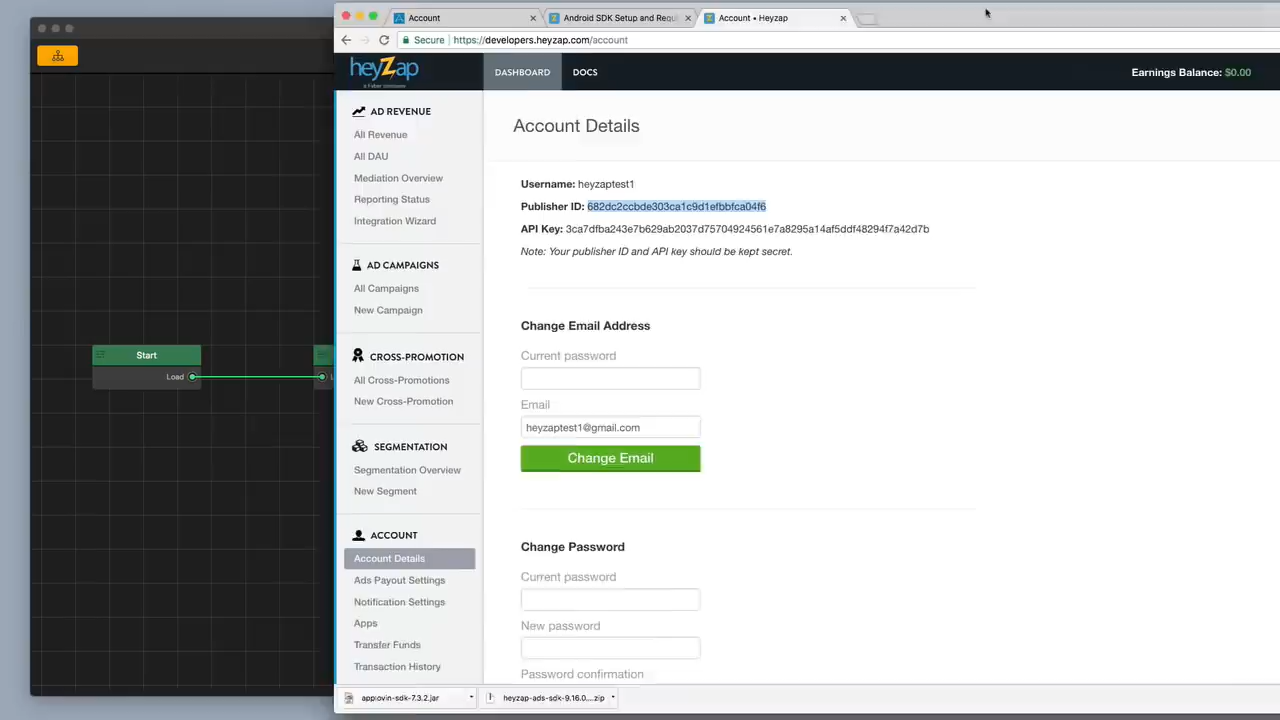 Account
Android SDK Setup and Requi
Account • Heyzap
Secure
https://developers.heyzap.com/account
heyZap
DASHBOARD
DOCS
Earnings Balance: $0.00
AD REVENUE
All Revenue
All DAU
Mediation Overview
Reporting Status
Integration Wizard
AD CAMPAIGNS
All Campaigns
New Campaign
CROSS-PROMOTION
All Cross-Promotions
New Cross-Promotion
SEGMENTATION
Segmentation Overview
New Segment
ACCOUNT
Account Details
Ads Payout Settings
Notification Settings
Apps
Transfer Funds
Transaction History
Account Details
Username: heyzaptest1
Publisher ID: 682dc2ccbde303ca1c9d1efbbfca04f6
API Key: 3ca7dfba243e7b629ab2037d75704924561e7a8295a14af5ddf48294f7a42d7b
Note: Your publisher ID and API key should be kept secret.
Change Email Address
Current password
Email
heyzaptest1@gmail.com
Change Email
Change Password
Current password
New password
Password confirmation
Start
Load
applovin-sdk-7.3.2.jar
heyzap-ads-sdk-9.16.0....zip